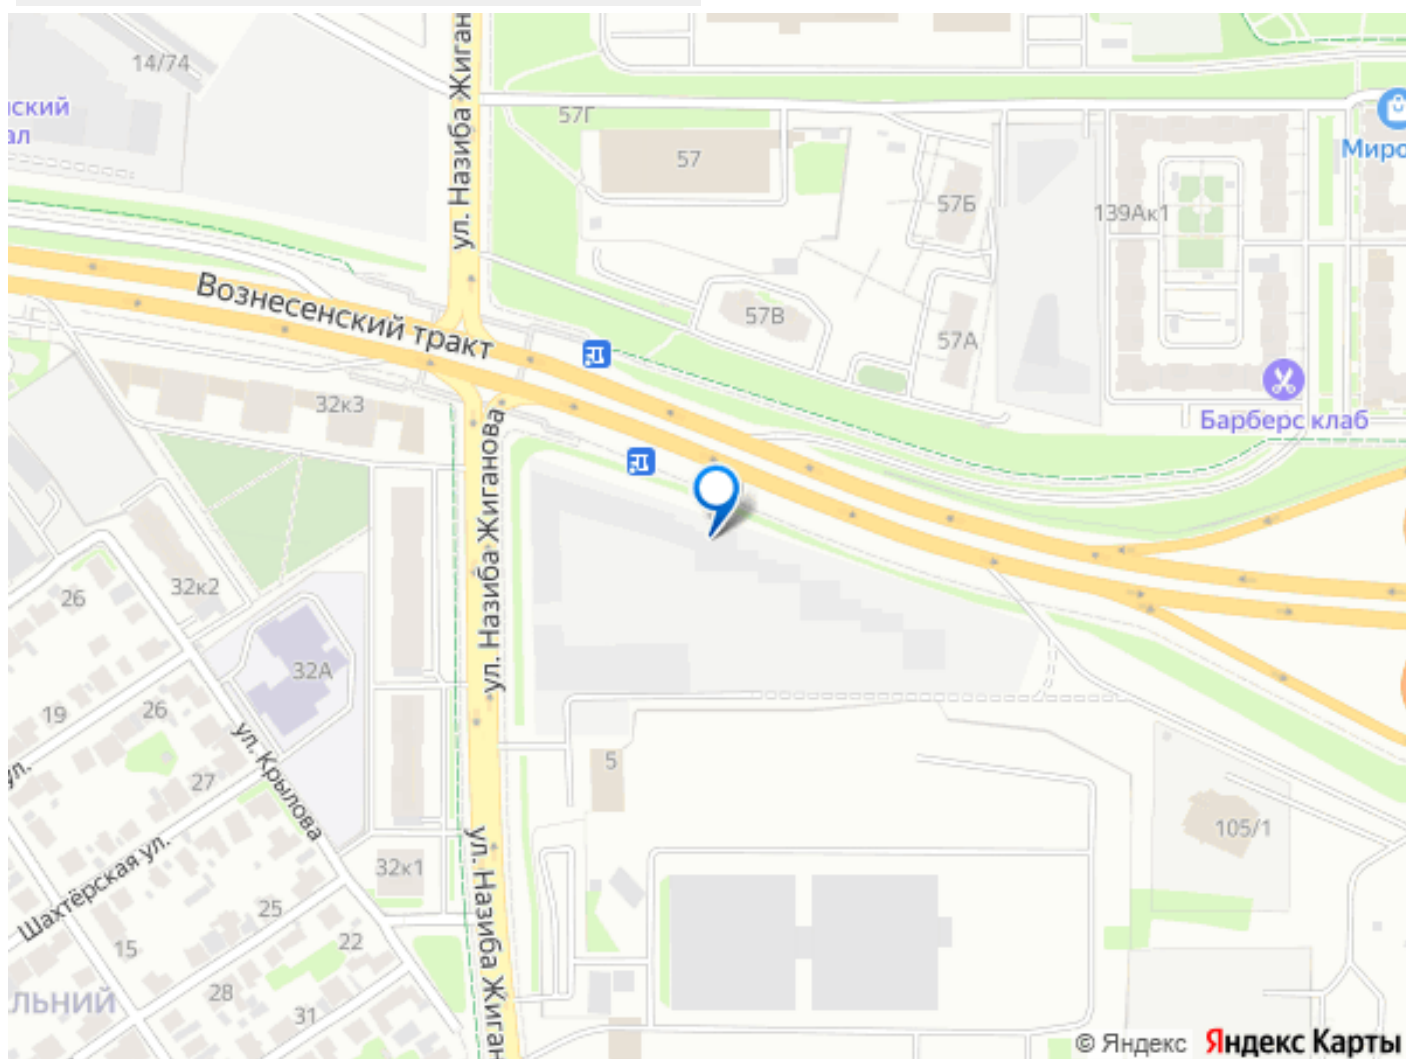 14/74
ский
ал
ул. Назиба Жиган
57Г
57
57Б
139Ак1
Миро
Вознесенский тракт
57В
57А
Барберс клаб
32к3
ул. Назиба Жиганова
32к2
26
32А
19
26
ул.
27
ул. Крылова
5
105/1
Шахтёрская ул.
32к1
ул. Назиба Жиган
25
22
15
28
31
льний
© Яндекс Яндекс Карты